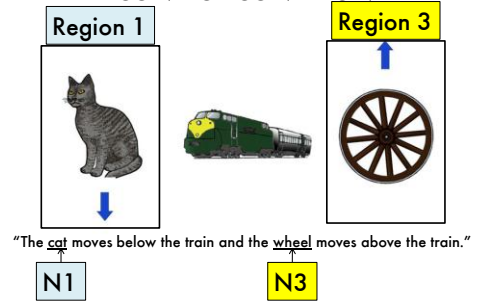 Region 1
Region 3
"The cat moves below the train and the wheel moves above the train."
N1
N3